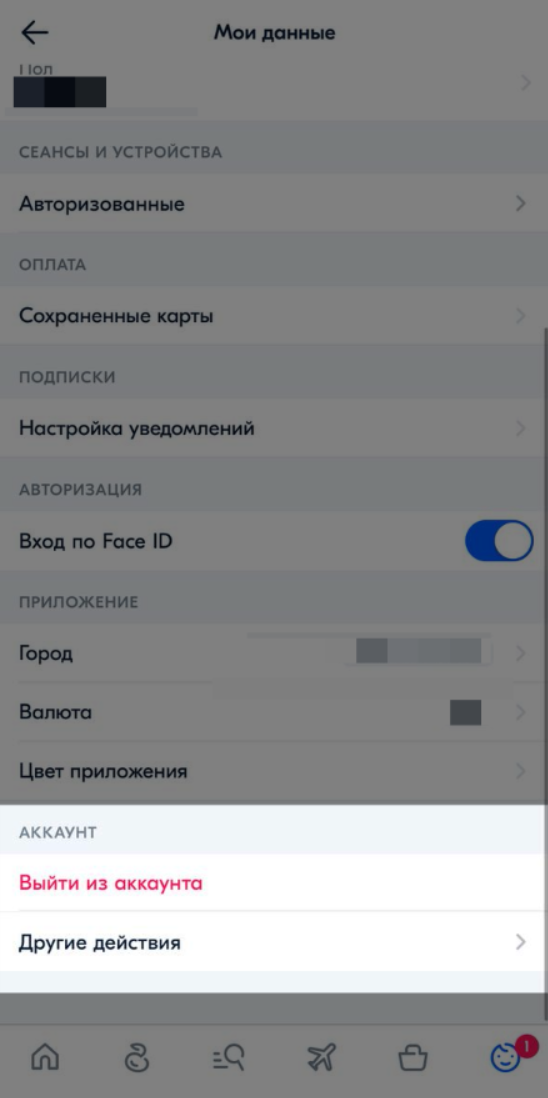 Мои данные
Пол
СЕАНСЫ И УСТРОЙСТВА
Авторизованные
ОПЛАТА
Сохраненные карты
ПОДПИСКИ
Настройка уведомлений
АВТОРИЗАЦИЯ
Вход по Face ID
ПРИЛОЖЕНИЕ
Город
Валюта
Цвет приложения
АККАУНТ
Выйти из аккаунта
Другие действия
1